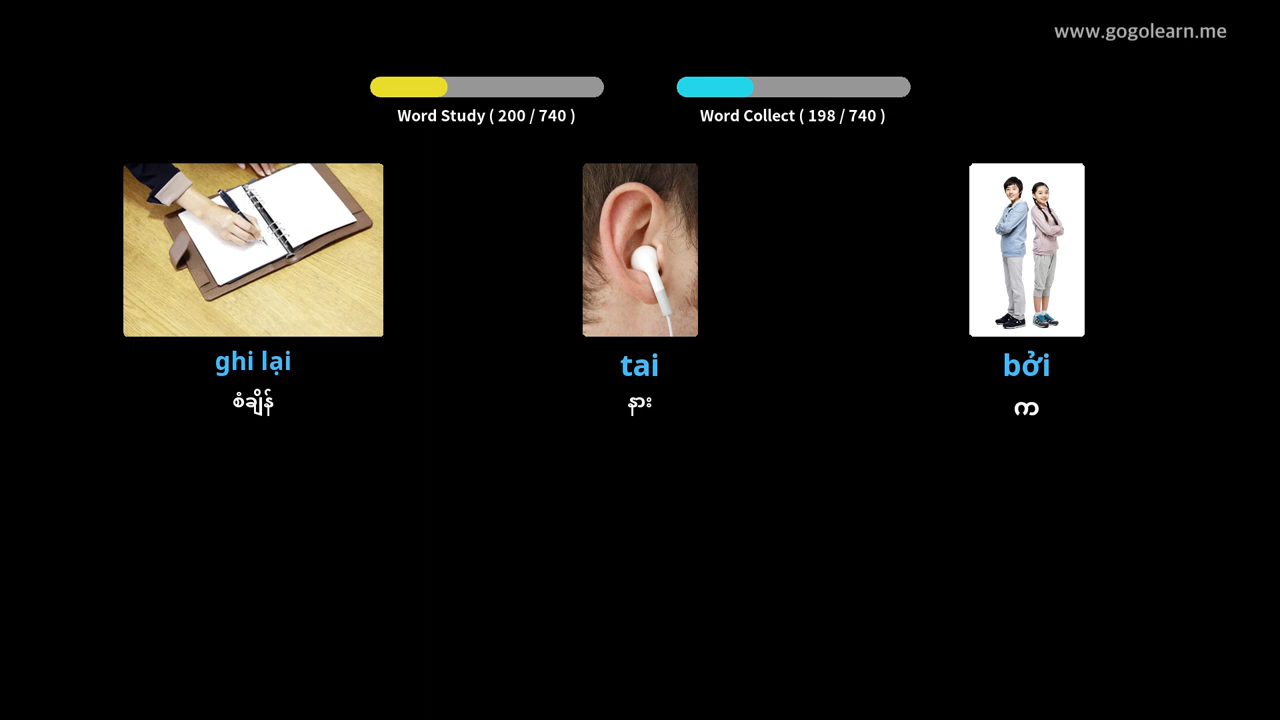 www.gogolearn.me
Word Study ( 200 / 740 )
Word Collect ( 198 / 740 )
ghi lại
tai
bởi
စံချိန်
နား
က